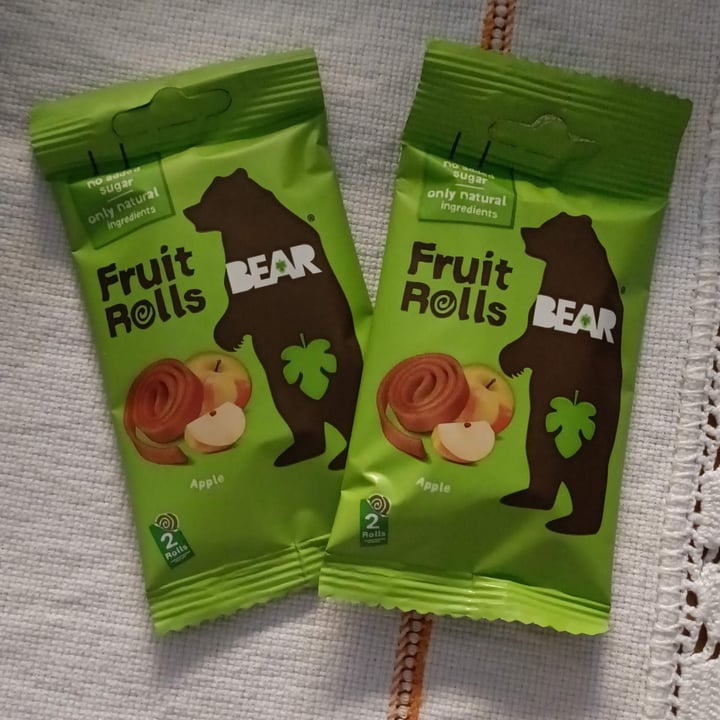 no added
sugar
only natural
ingredients
Fruit
Rolls
BEAR
®
Apple
2
Rolls
no added
sugar
only natural
ingredients
Fruit
Rolls
BEAR
®
Apple
2
Rolls